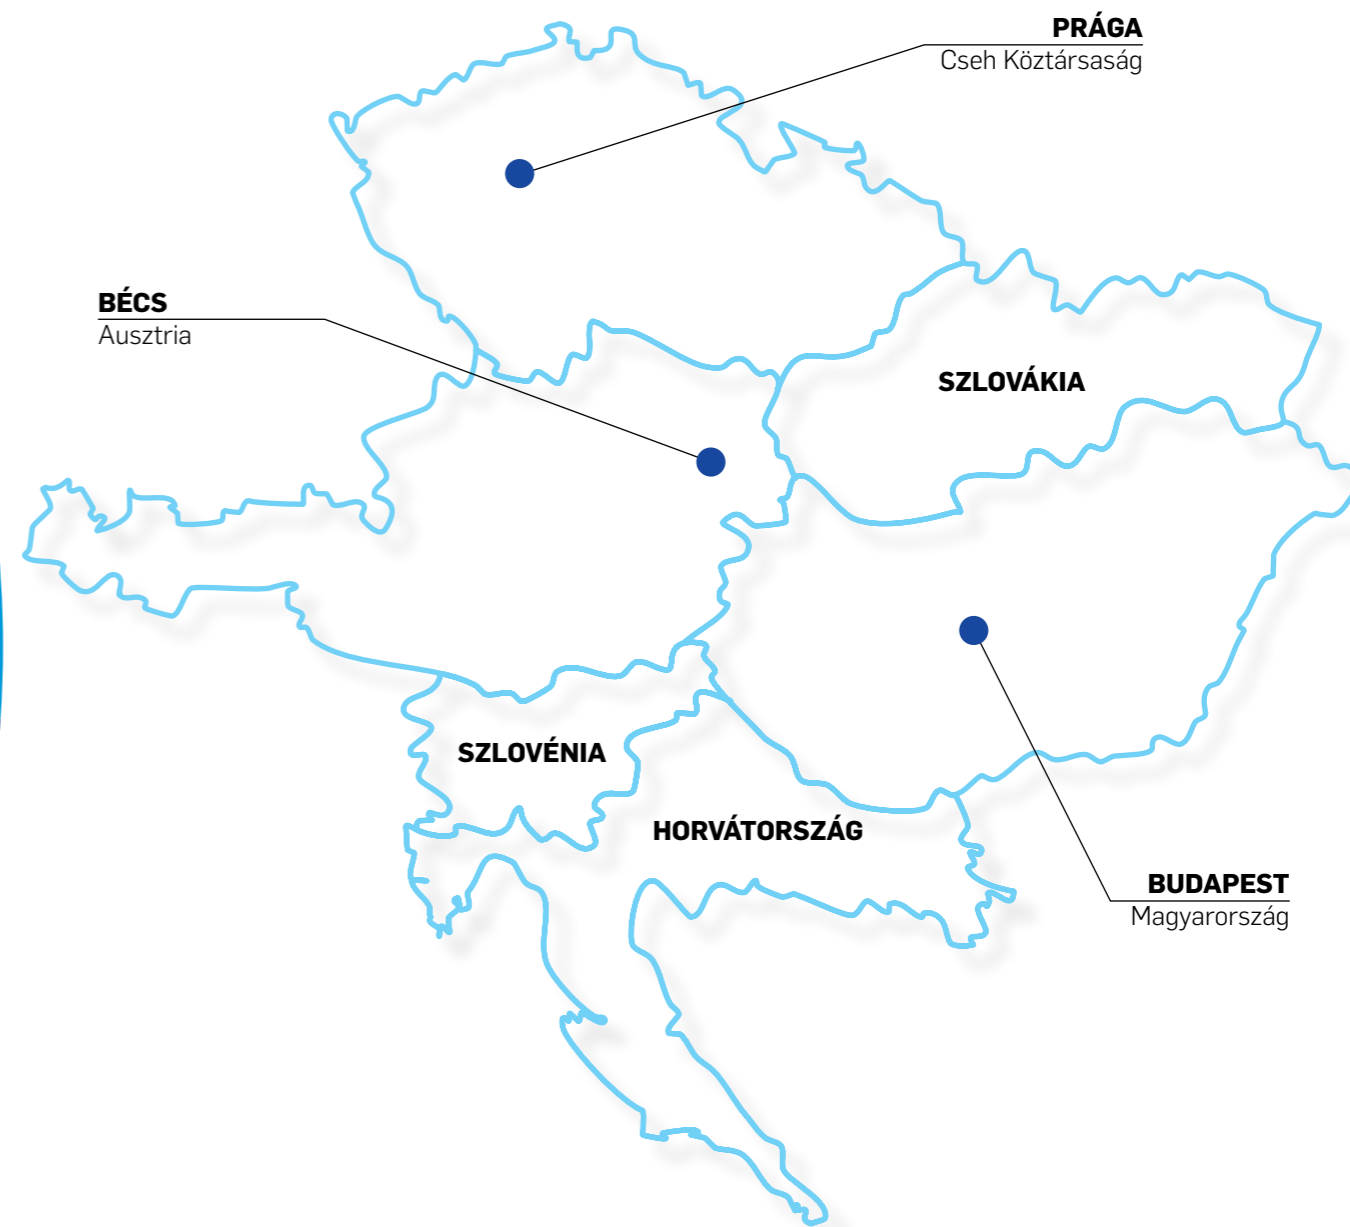 PRÁGA
Cseh Köztársaság
BÉCS
Ausztria
SZLOVÁKIA
SZLOVÉNIA
HORVÁTORSZÁG
BUDAPEST
Magyarország